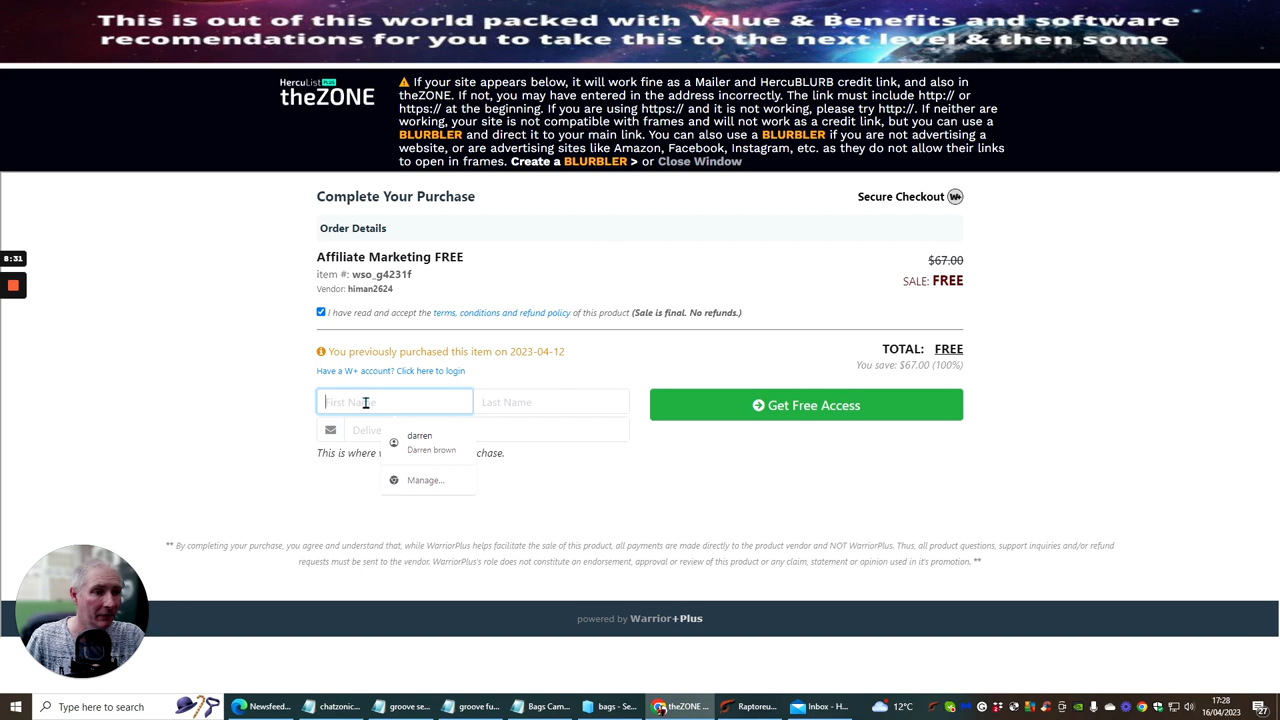 This is out of this world packed with Value & Benefits and software
recomendations for you to take this to the next level & then some
HercuList PLUS
theZONE
If your site appears below, it will work fine as a Mailer and HercuBLURB credit link, and also in
theZONE. If not, you may have entered in the address incorrectly. The link must include http:// or
https:// at the beginning. If you are using https:// and it is not working, please try http://. If neither are
working, your site is not compatible with frames and will not work as a credit link, but you can use a
BLURBLER and direct it to your main link. You can also use a BLURBLER if you are not advertising a
website, or are advertising sites like Amazon, Facebook, Instagram, etc. as they do not allow their links
to open in frames. Create a BLURBLER > or Close Window
Complete Your Purchase
Secure Checkout W+
Order Details
8:31
Affiliate Marketing FREE
$67.00
item #: wso_g4231f
SALE: FREE
Vendor: himan2624
I have read and accept the terms, conditions and refund policy of this product (Sale is final. No refunds.)
You previously purchased this item on 2023-04-12
TOTAL: FREE
You save: $67.00 (100%)
Have a W+ account? Click here to login
First Name
Last Name
Get Free Access
Delive
darren
Darren brown
This is where
chase.
Manage...
** By completing your purchase, you agree and understand that, while WarriorPlus helps facilitate the sale of this product, all payments are made directly to the product vendor and NOT WarriorPlus. Thus, all product questions, support inquiries and/or refund
requests must be sent to the vendor. WarriorPlus's role does not constitute an endorsement, approval or review of this product or any claim, statement or opinion used in it's promotion. **
powered by Warrior+Plus
Type here to search
Newsfeed...
chatzonic...
groove se...
groove fu...
Bags Cam...
bags - Se...
theZONE ...
Raptoreu...
Inbox - H...
12°C
17:28
16/04/2023